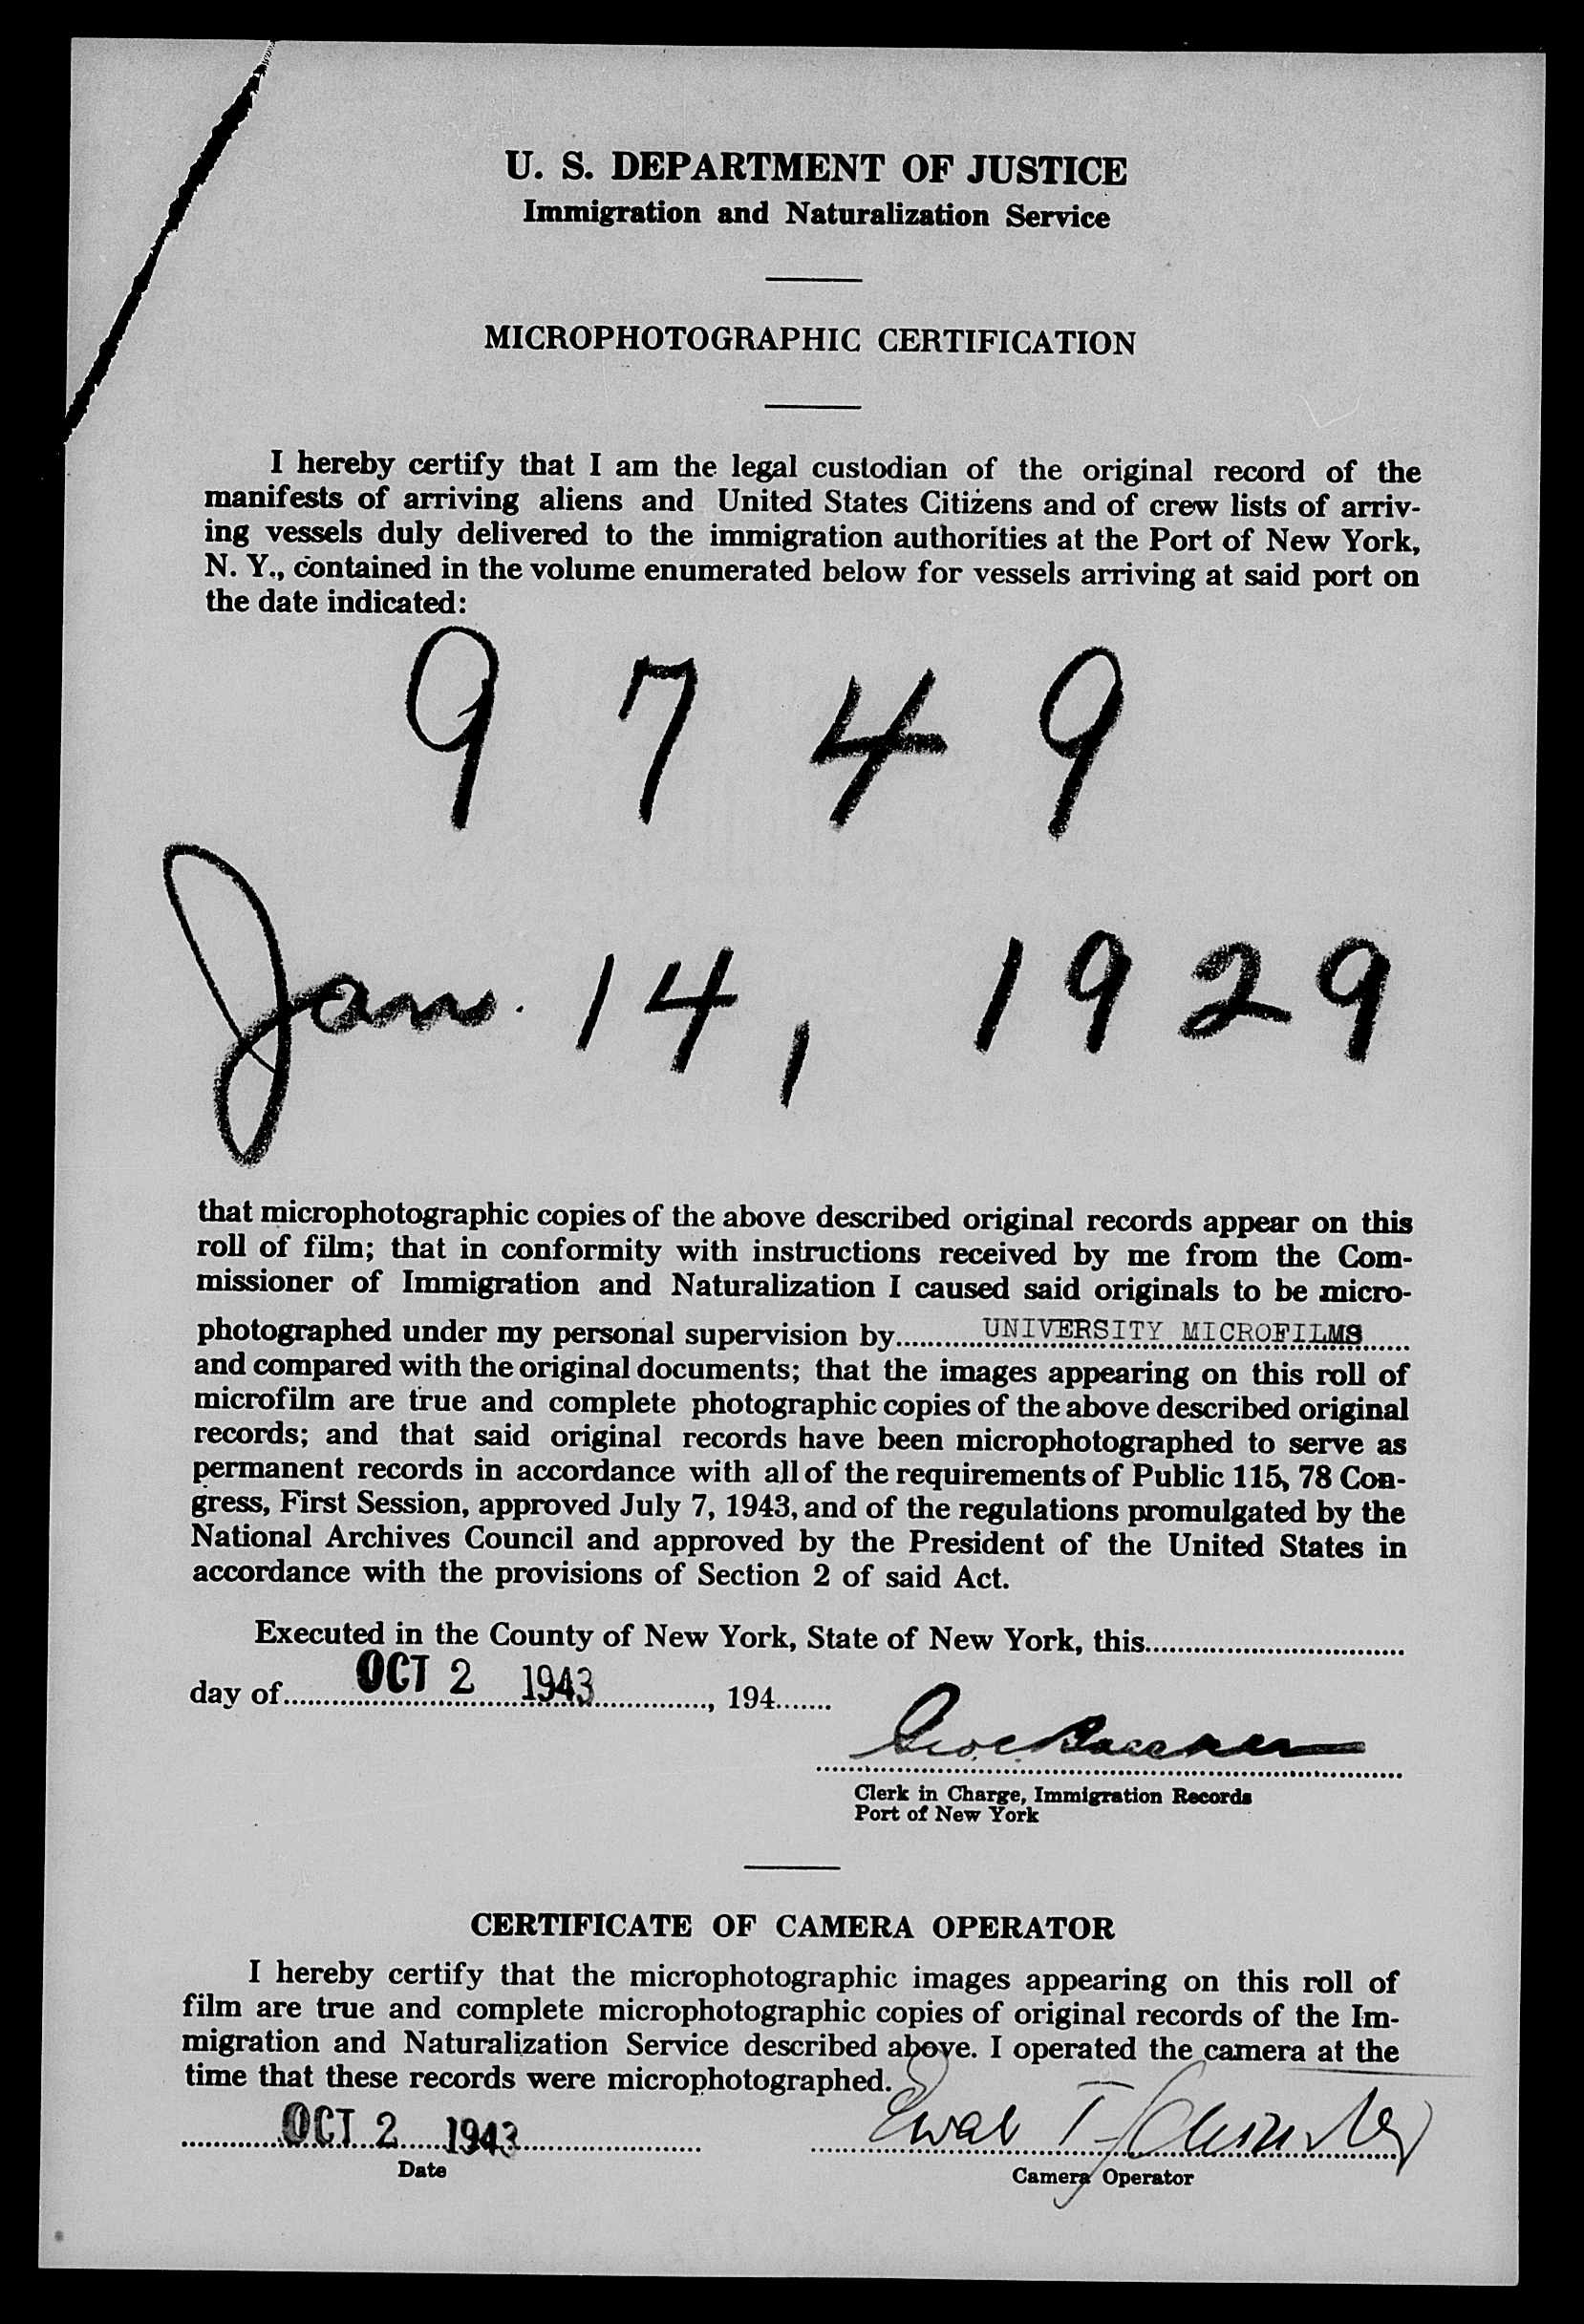 U. S. DEPARTMENT OF JUSTICE
Immigration and Naturalization Service
MICROPHOTOGRAPHIC CERTIFICATION
I hereby certify that I am the legal custodian of the original record of the
manifests of arriving aliens and United States Citizens and of crew lists of arriv-
ing vessels duly delivered to the immigration authorities at the Port of New York,
N. Y., contained in the volume enumerated below for vessels arriving at said port on
the date indicated:
9 7 4 9
Jan. 14, 1929
that microphotographic copies of the above described original records appear on this
roll of film; that in conformity with instructions received by me from the Com-
missioner of Immigration and Naturalization I caused said originals to be micro-
photographed under my personal supervision by UNIVERSITY MICROFILMS
and compared with the original documents; that the images appearing on this roll of
microfilm are true and complete photographic copies of the above described original
records; and that said original records have been microphotographed to serve as
permanent records in accordance with all of the requirements of Public 115, 78 Con-
gress, First Session, approved July 7, 1943, and of the regulations promulgated by the
National Archives Council and approved by the President of the United States in
accordance with the provisions of Section 2 of said Act.
Executed in the County of New York, State of New York, this
day of OCT 2 1943, 194
Clerk in Charge, Immigration Records
Port of New York
CERTIFICATE OF CAMERA OPERATOR
I hereby certify that the microphotographic images appearing on this roll of
film are true and complete microphotographic copies of original records of the Im-
migration and Naturalization Service described above. I operated the camera at the
time that these records were microphotographed.
OCT 2 1943
Date
Camera Operator